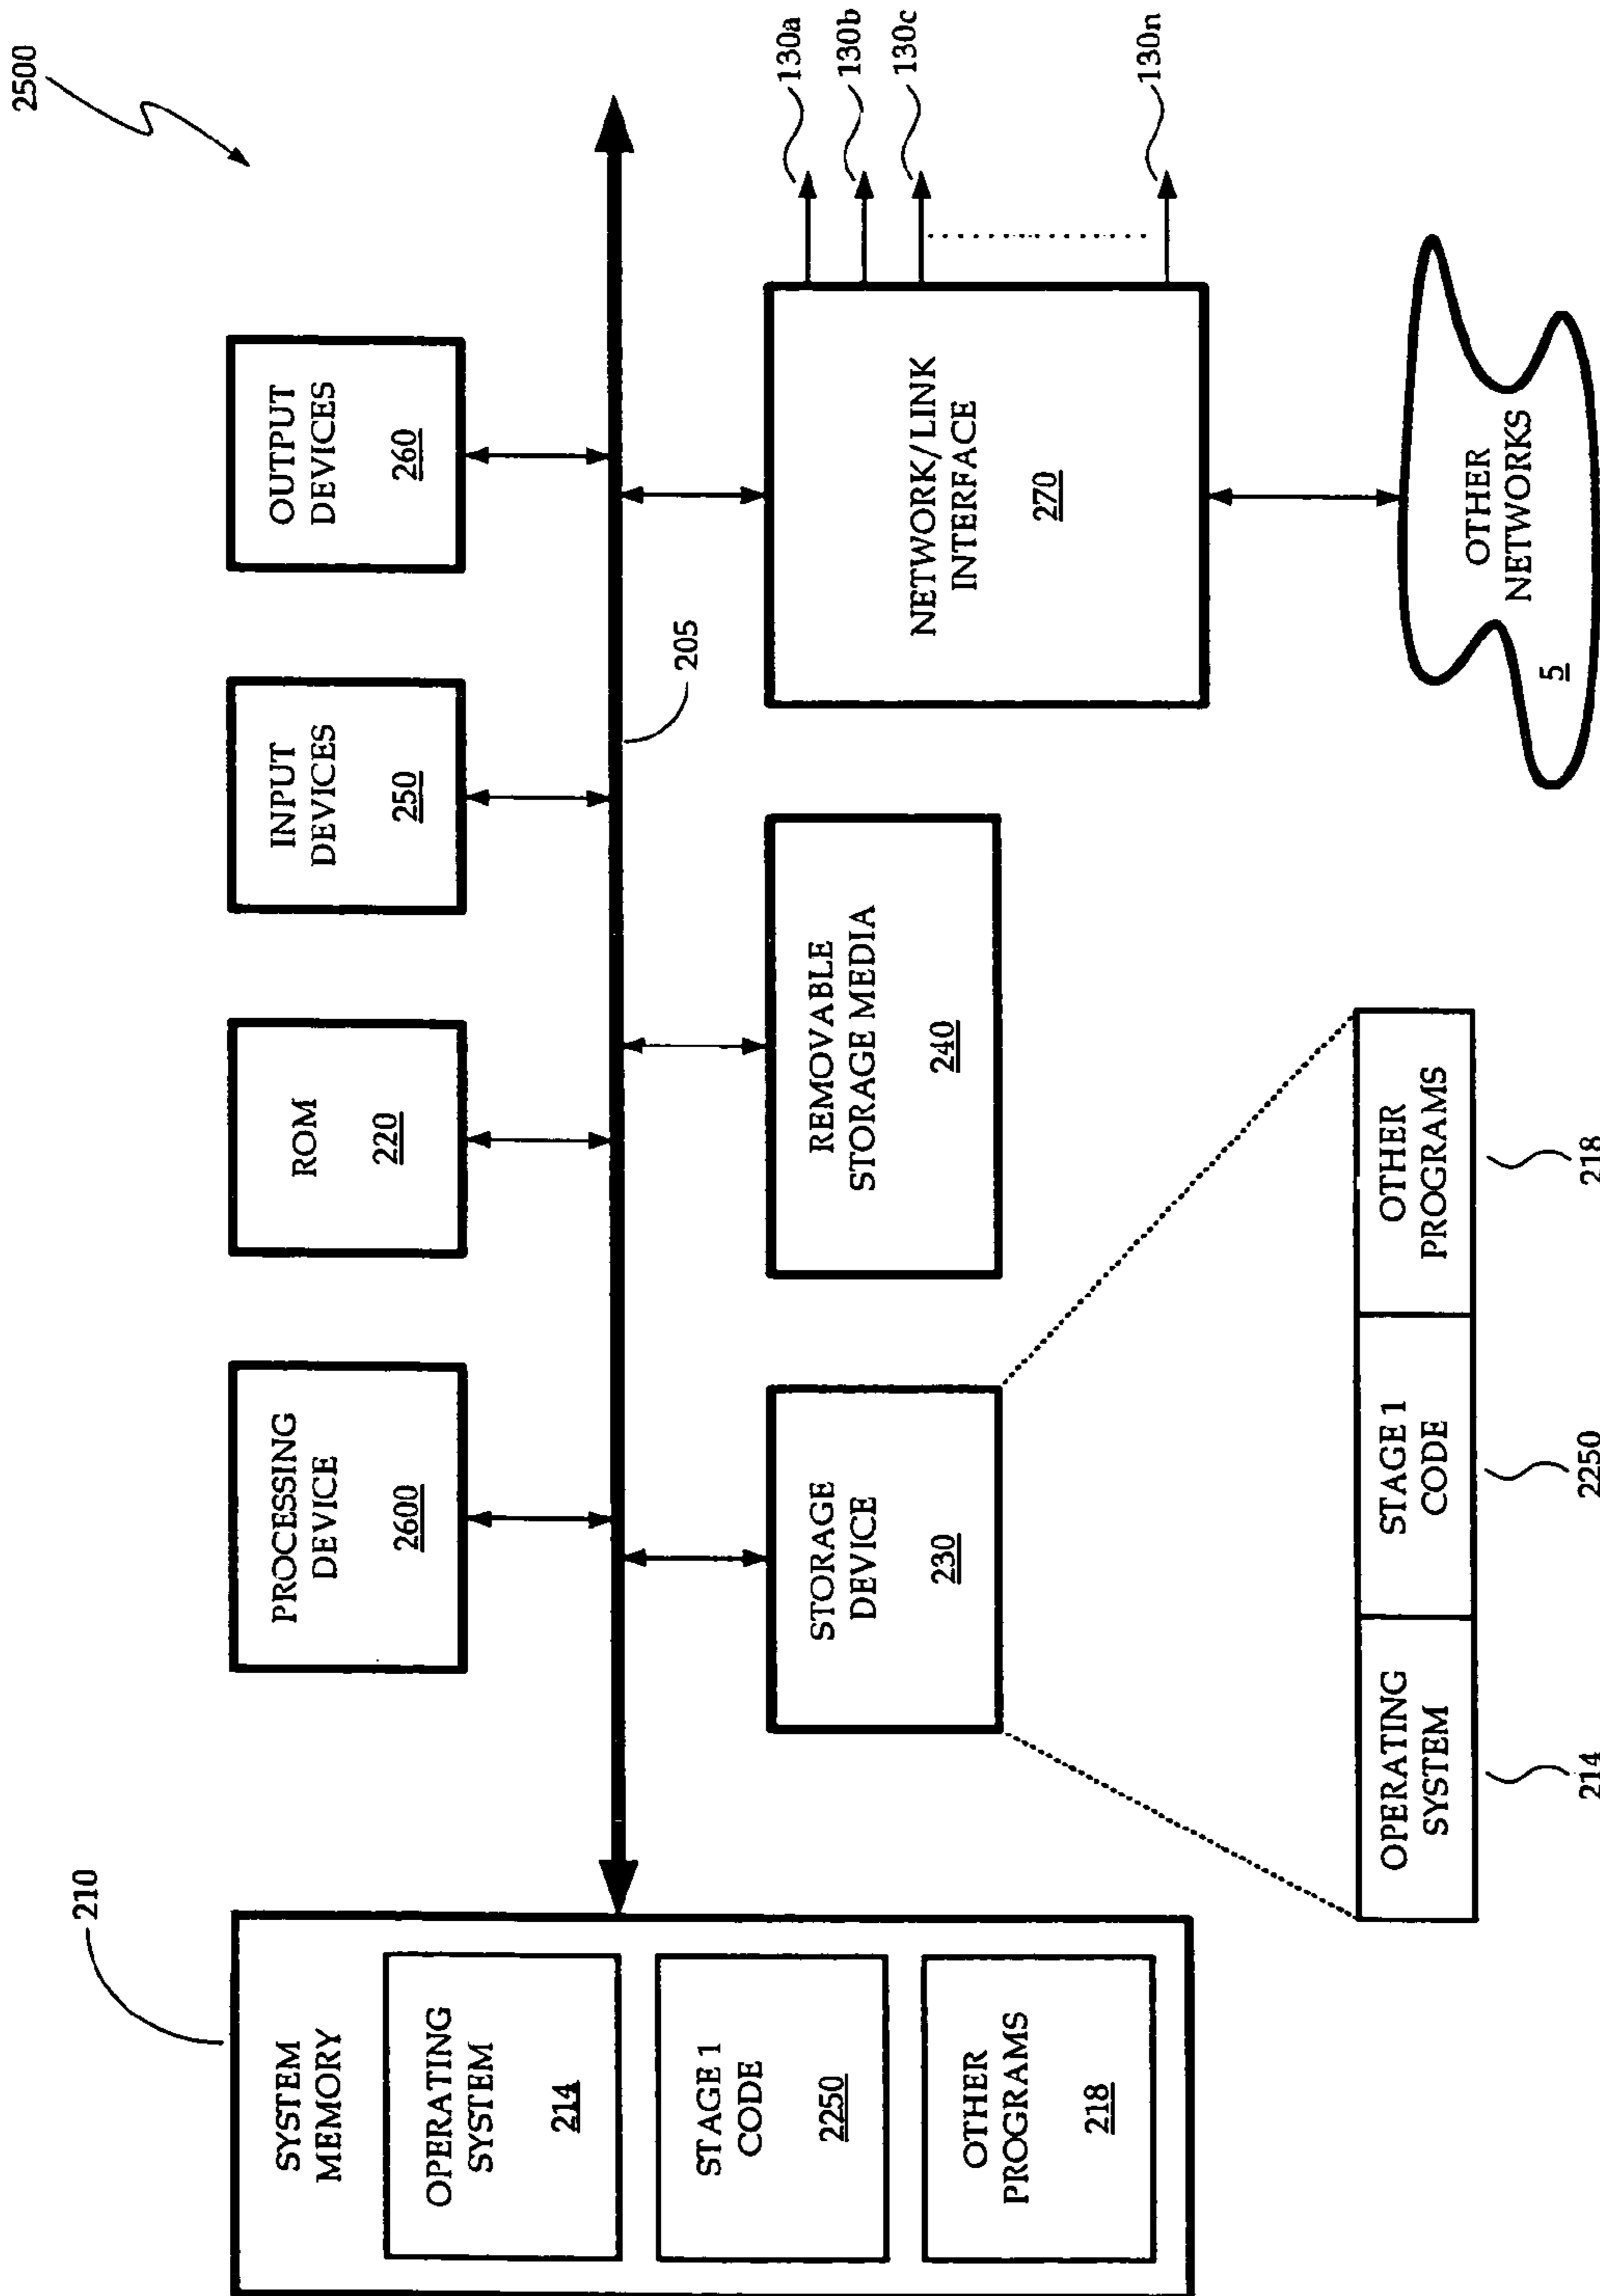 2500
OUTPUT
DEVICES
260
INPUT
DEVICES
250
ROM
220
PROCESSING
DEVICE
2600
210
SYSTEM
MEMORY
OPERATING
SYSTEM
214
STAGE 1
CODE
2250
OTHER
PROGRAMS
218
205
STORAGE
DEVICE
230
REMOVABLE
STORAGE MEDIA
240
NETWORK/LINK
INTERFACE
270
130a
130b
130c
130n
OTHER
NETWORKS
5
OPERATING
SYSTEM
STAGE 1
CODE
OTHER
PROGRAMS
214
2250
218